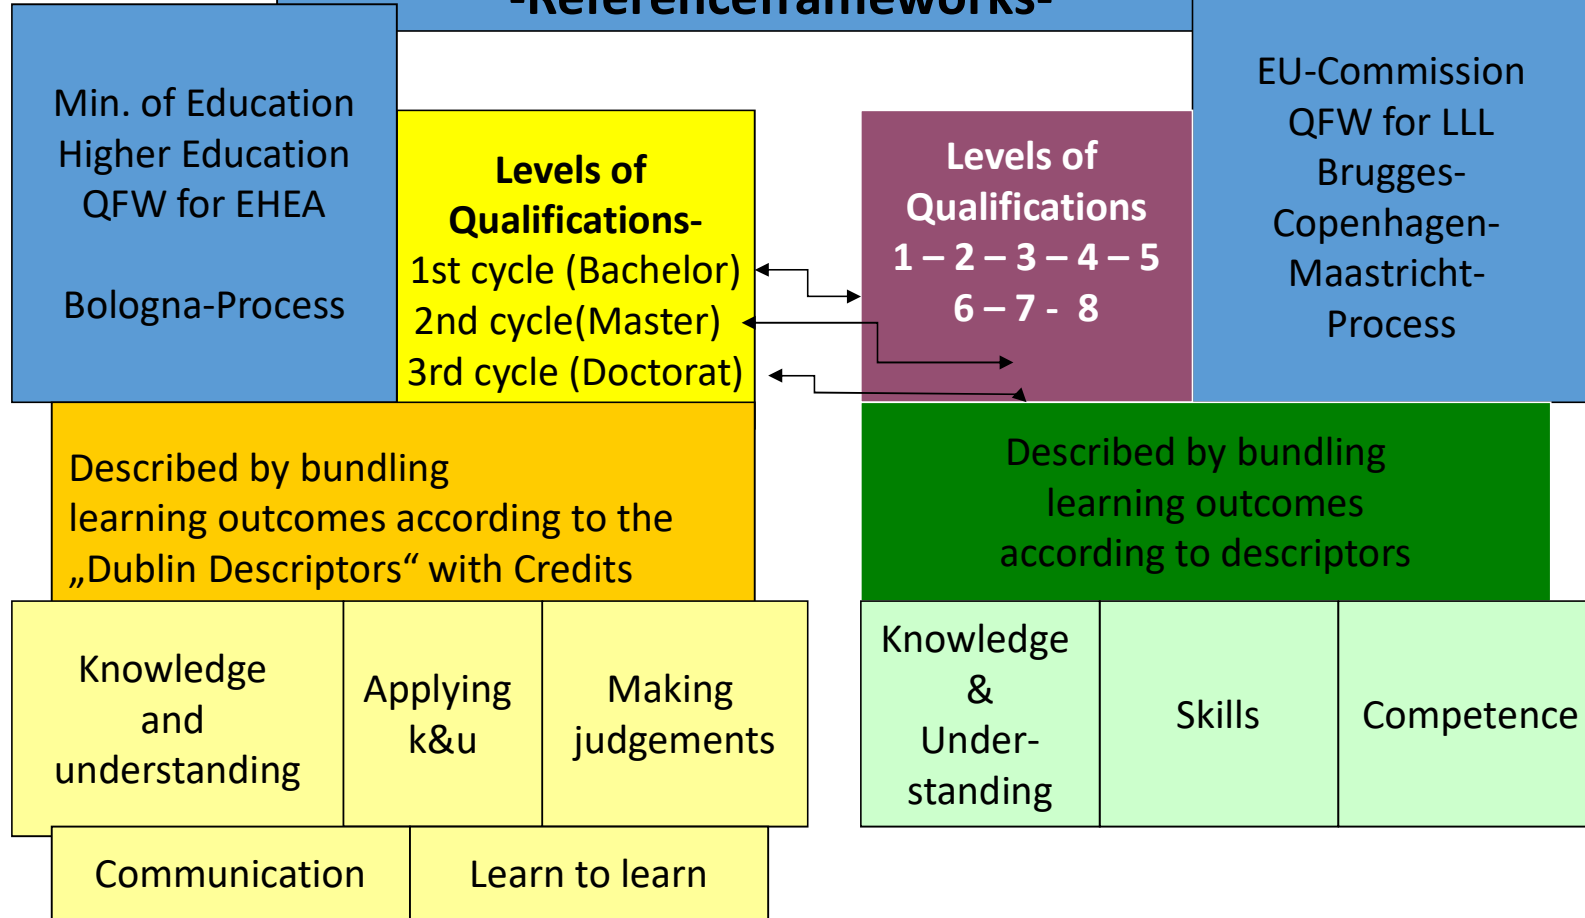 -Referenceframeworks-
Min. of Education
Higher Education
QFW for EHEA
Bologna-Process
Levels of
Qualifications-
1st cycle (Bachelor)
2nd cycle(Master)
3rd cycle (Doctorat)
Levels of
Qualifications
1 – 2 – 3 – 4 – 5
6 – 7 - 8
EU-Commission
QFW for LLL
Brugges-
Copenhagen-
Maastricht-
Process
Described by bundling
learning outcomes according to the
„Dublin Descriptors“ with Credits
Described by bundling
learning outcomes
according to descriptors
Knowledge
and
understanding
Applying
k&u
Making
judgements
Knowledge
&
Under-
standing
Skills
Competence
Communication
Learn to learn